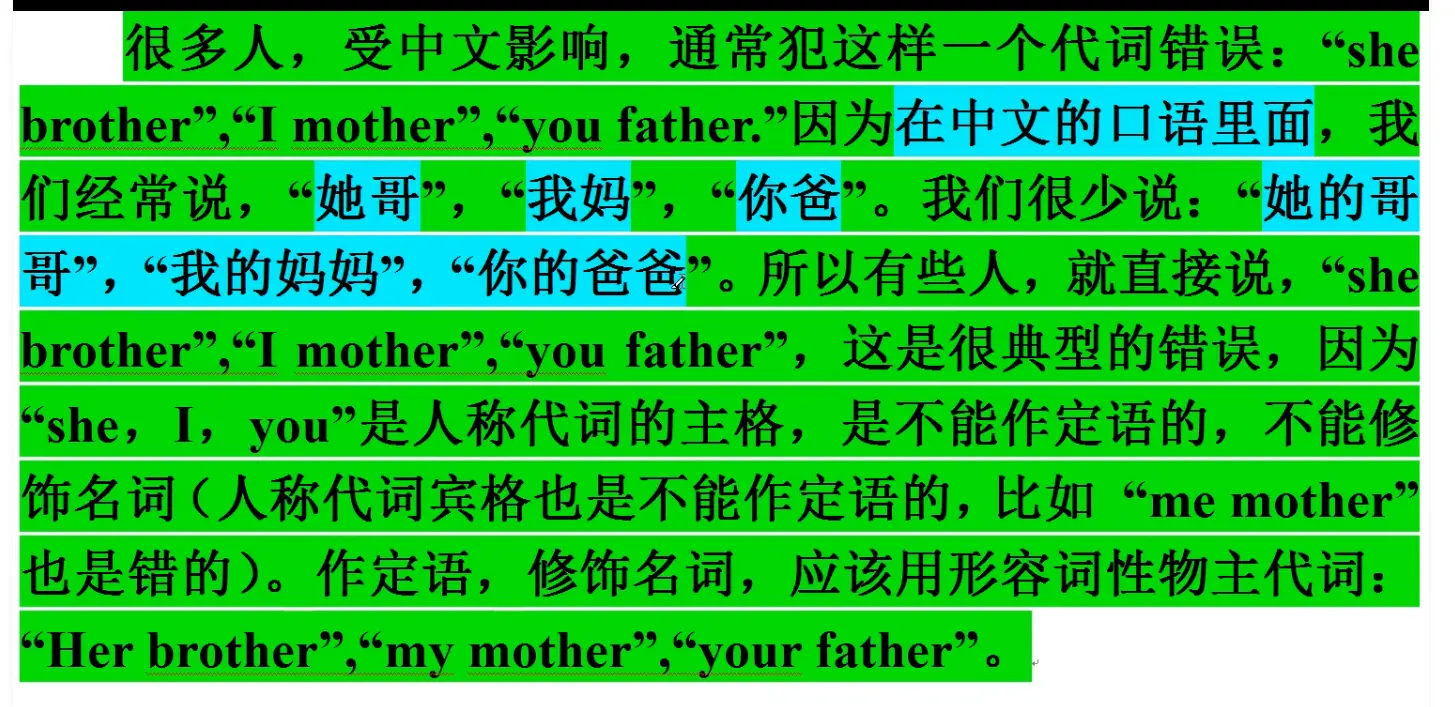 很多人，受中文影响，通常犯这样一个代词错误：“she
brother”,“I mother”,“you father.”因为在中文的口语里面，我
们经常说，“她哥”，“我妈”，“你爸”。我们很少说：“她的哥
哥”，“我的妈妈”，“你的爸爸”。所以有些人，就直接说，“she
brother”,“I mother”,“you father”，这是很典型的错误，因为
“she，I，you”是人称代词的主格，是不能作定语的，不能修
饰名词（人称代词宾格也是不能作定语的，比如 “me mother”
也是错的）。作定语，修饰名词，应该用形容词性物主代词：
“Her brother”,“my mother”,“your father”。